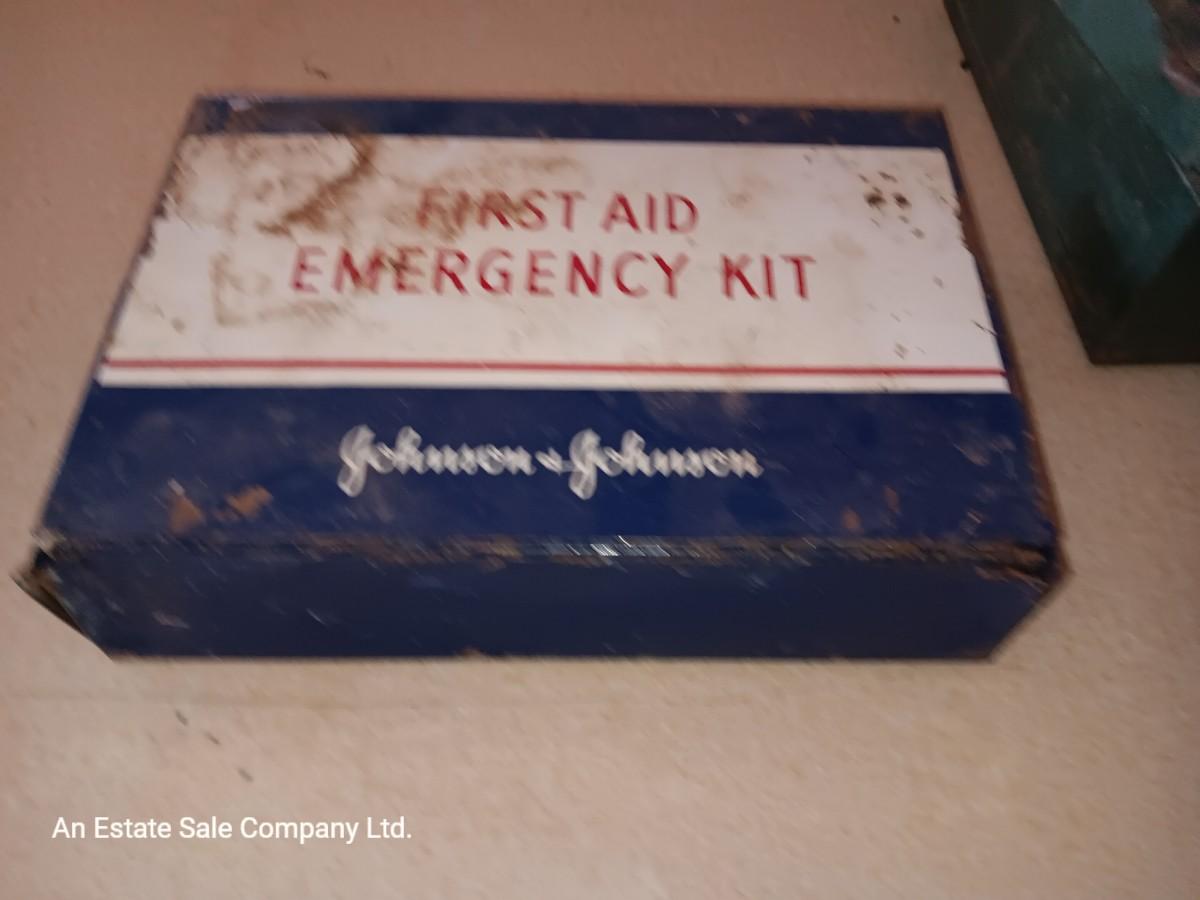 FIRST AID
EMERGENCY KIT
Johnson & Johnson
An Estate Sale Company Ltd.